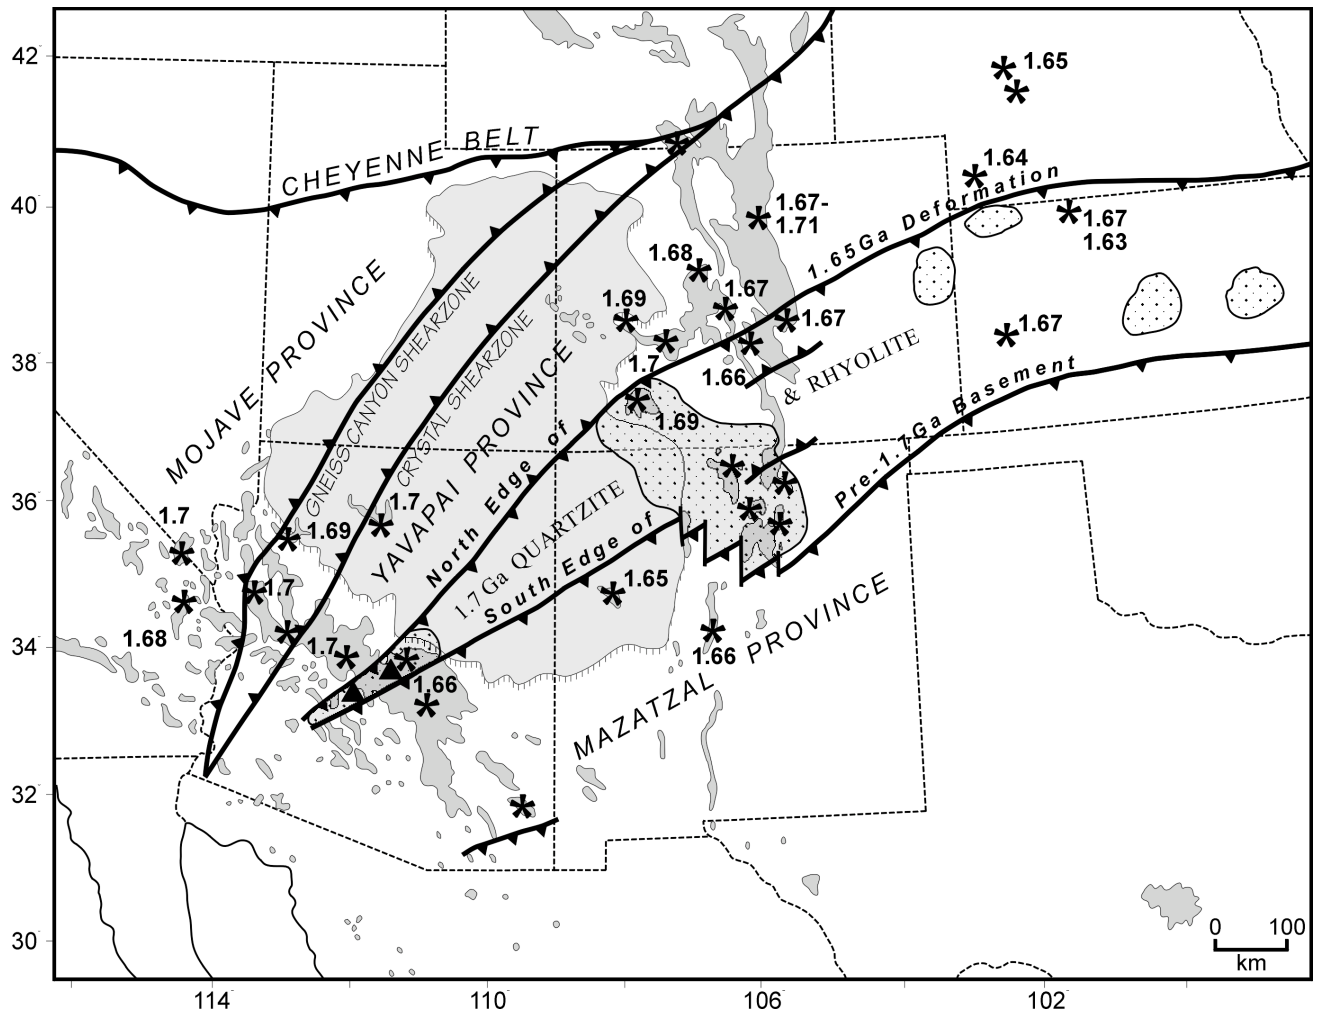 42
40
38
36
34
32
30
114
110
106
102
CHEYENNE BELT
MOJAVE PROVINCE
GNEISS CANYON SHEARZONE
CRYSTAL SHEARZONE
YAVAPAI PROVINCE
North Edge of
1.65Ga Deformation
1.7 Ga QUARTZITE
& RHYOLITE
South Edge of
Pre-1.7Ga Basement
MAZATZAL PROVINCE
1.65
1.64
1.67
1.63
1.67-
1.71
1.68
1.67
1.69
1.67
1.67
1.7
1.66
1.69
1.7
1.7
1.69
1.7
1.65
1.68
1.7
1.66
1.66
0 100
km